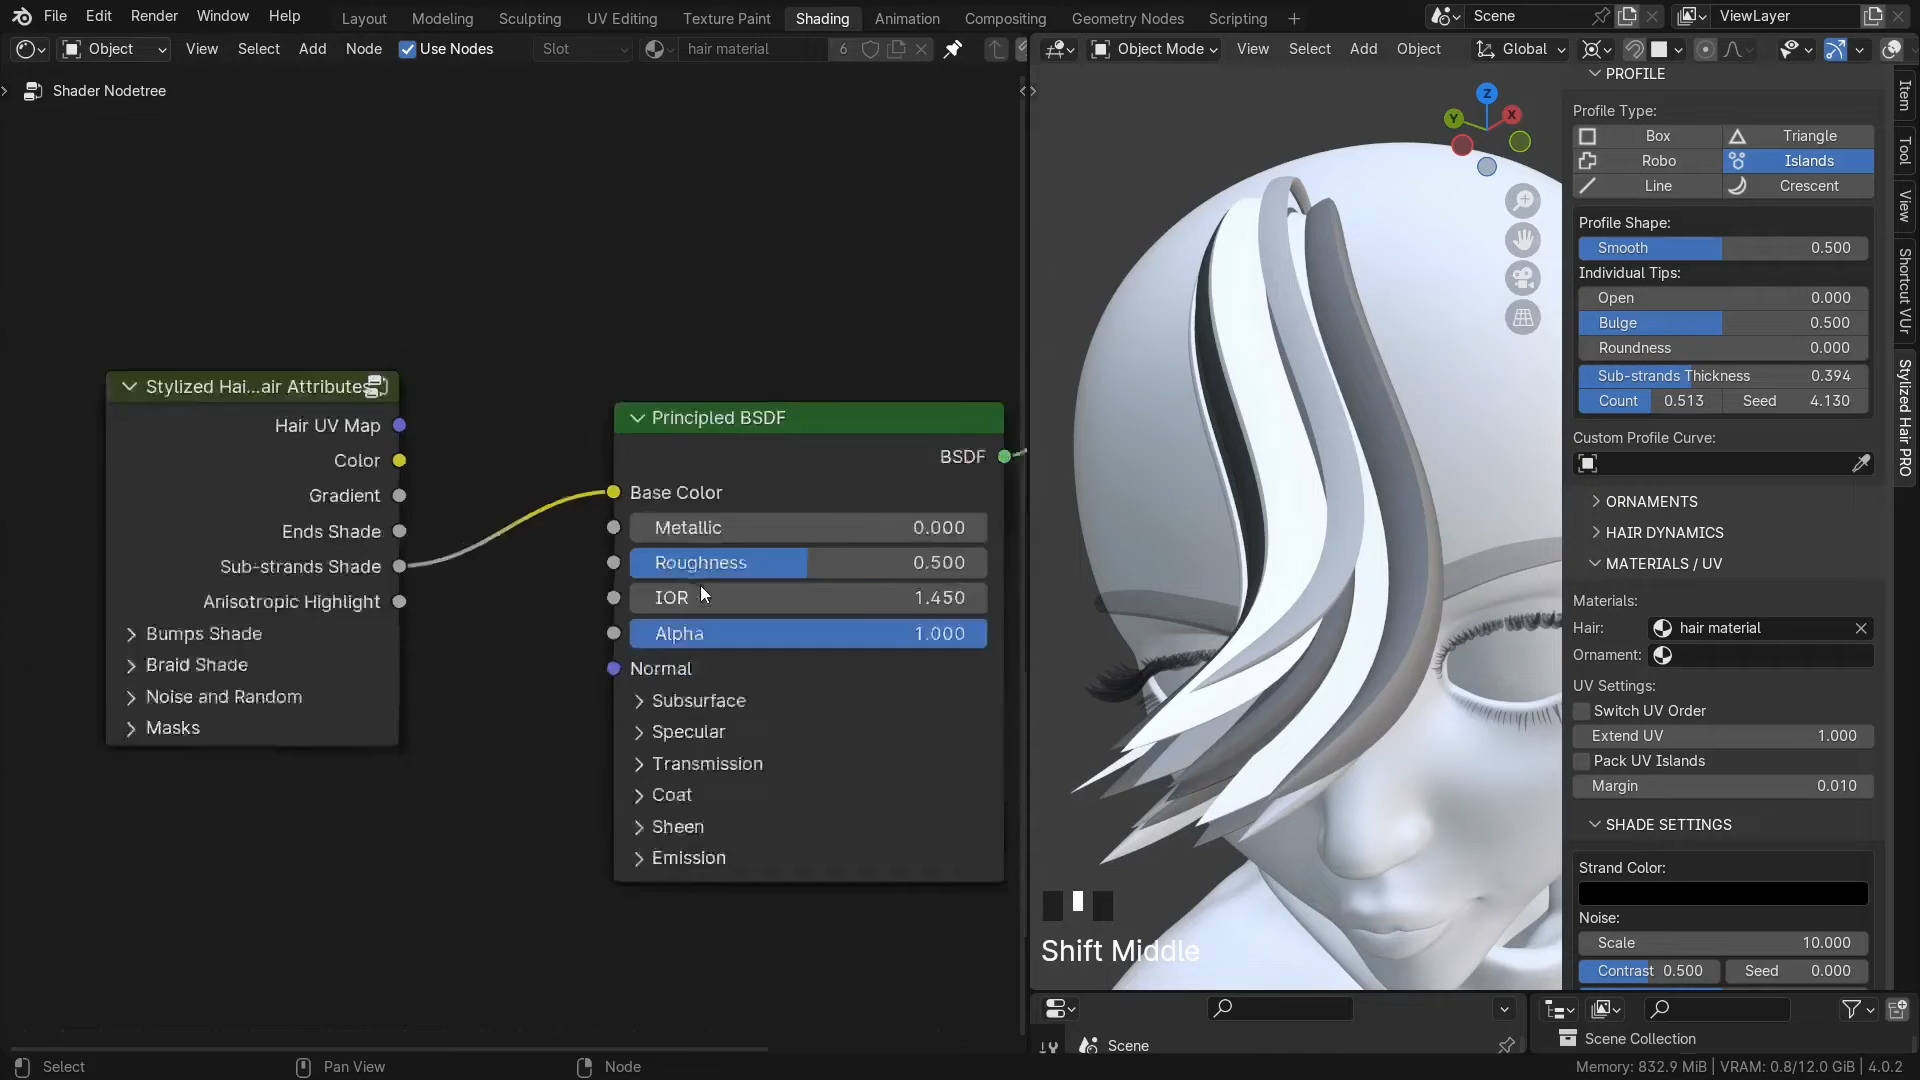 File Edit Render Window Help Layout Modeling Sculpting UV Editing Texture Paint Shading Animation Compositing Geometry Nodes Scripting + Scene ViewLayer
Object View Select Add Node Use Nodes Slot hair material 6
Object Mode View Select Add Object Global
Shader Nodetree
Stylized Hai...air Attributes
Hair UV Map
Color
Gradient
Ends Shade
Sub-strands Shade
Anisotropic Highlight
Bumps Shade
Braid Shade
Noise and Random
Masks
Principled BSDF
BSDF
Base Color
Metallic 0.000
Roughness 0.500
IOR 1.450
Alpha 1.000
Normal
Subsurface
Specular
Transmission
Coat
Sheen
Emission
Z
Y X
Shift Middle
PROFILE
Profile Type:
Box Triangle
Robo Islands
Line Crescent
Profile Shape:
Smooth 0.500
Individual Tips:
Open 0.000
Bulge 0.500
Roundness 0.000
Sub-strands Thickness 0.394
Count 0.513 Seed 4.130
Custom Profile Curve:
ORNAMENTS
HAIR DYNAMICS
MATERIALS / UV
Materials:
Hair: hair material
Ornament:
UV Settings:
Switch UV Order
Extend UV 1.000
Pack UV Islands
Margin 0.010
SHADE SETTINGS
Strand Color:
Noise:
Scale 10.000
Contrast 0.500 Seed 0.000
Item
Tool
View
Shortcut VUr
Stylized Hair PRO
Scene
Scene Collection
Select Pan View Node
Memory: 832.9 MiB | VRAM: 0.8/12.0 GiB | 4.0.2